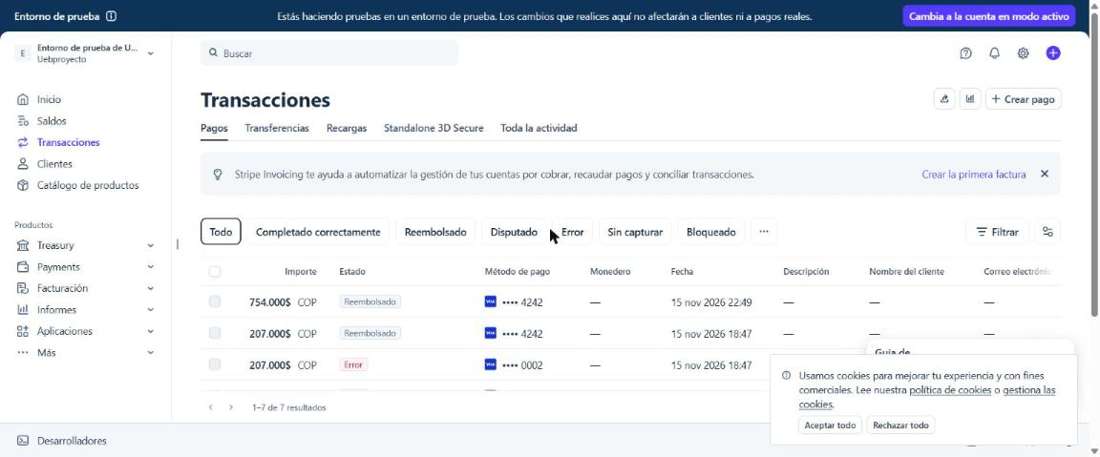 Entorno de prueba
Estás haciendo pruebas en un entorno de prueba. Los cambios que realices aquí no afectarán a clientes ni a pagos reales.
Cambia a la cuenta en modo activo
E
Entorno de prueba de U...
Uebproyecto
Inicio
Saldos
Transacciones
Clientes
Catálogo de productos
Productos
Treasury
Payments
Facturación
Informes
Aplicaciones
Más
Buscar
Transacciones
Crear pago
Pagos Transferencias Recargas Standalone 3D Secure Toda la actividad
Stripe Invoicing te ayuda a automatizar la gestión de tus cuentas por cobrar, recaudar pagos y conciliar transacciones.
Crear la primera factura
Todo Completado correctamente Reembolsado Disputado Error Sin capturar Bloqueado ... Filtrar
Importe Estado Método de pago Monedero Fecha Descripción Nombre del cliente Correo electrónic
754.000$ COP Reembolsado VISA •••• 4242 — 15 nov 2026 22:49 — — —
207.000$ COP Reembolsado VISA •••• 4242 — 15 nov 2026 18:47 — — —
207.000$ COP Error VISA •••• 0002 — 15 nov 2026 18:47
1–7 de 7 resultados
Guía de
Usamos cookies para mejorar tu experiencia y con fines
comerciales. Lee nuestra política de cookies o gestiona las
cookies.
Aceptar todo Rechazar todo
Desarrolladores